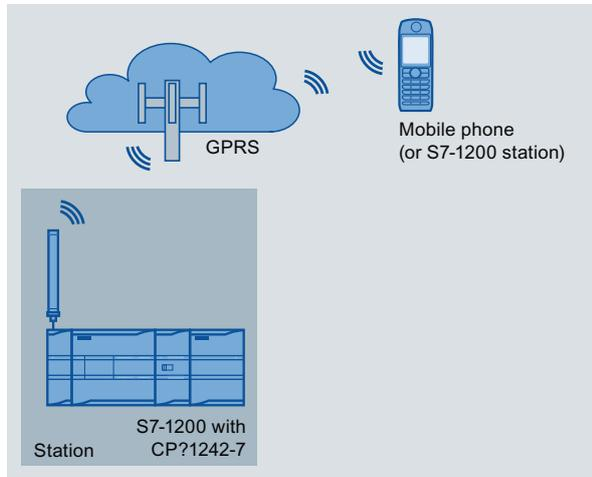 GPRS
Mobile phone
(or S7-1200 station)
S7-1200 with
CP?1242-7
Station